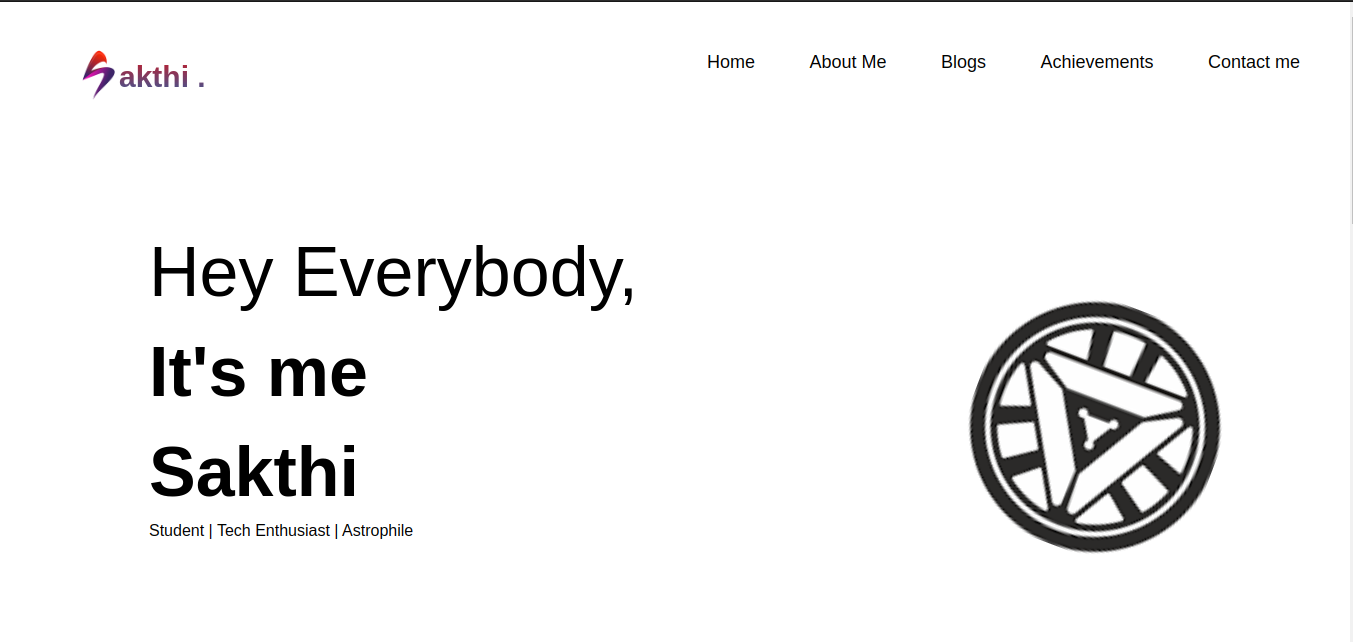 Sakthi .
Home About Me Blogs Achievements Contact me
Hey Everybody,
It's me
Sakthi
Student | Tech Enthusiast | Astrophile